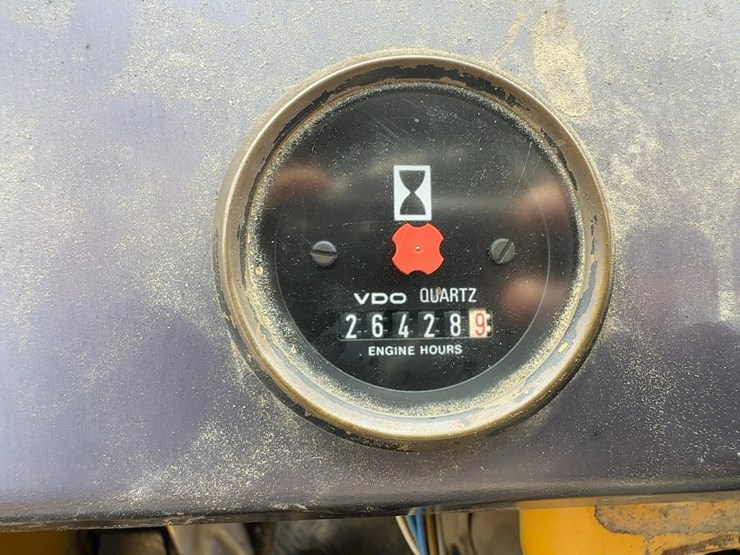 VDO QUARTZ
264289
ENGINE HOURS